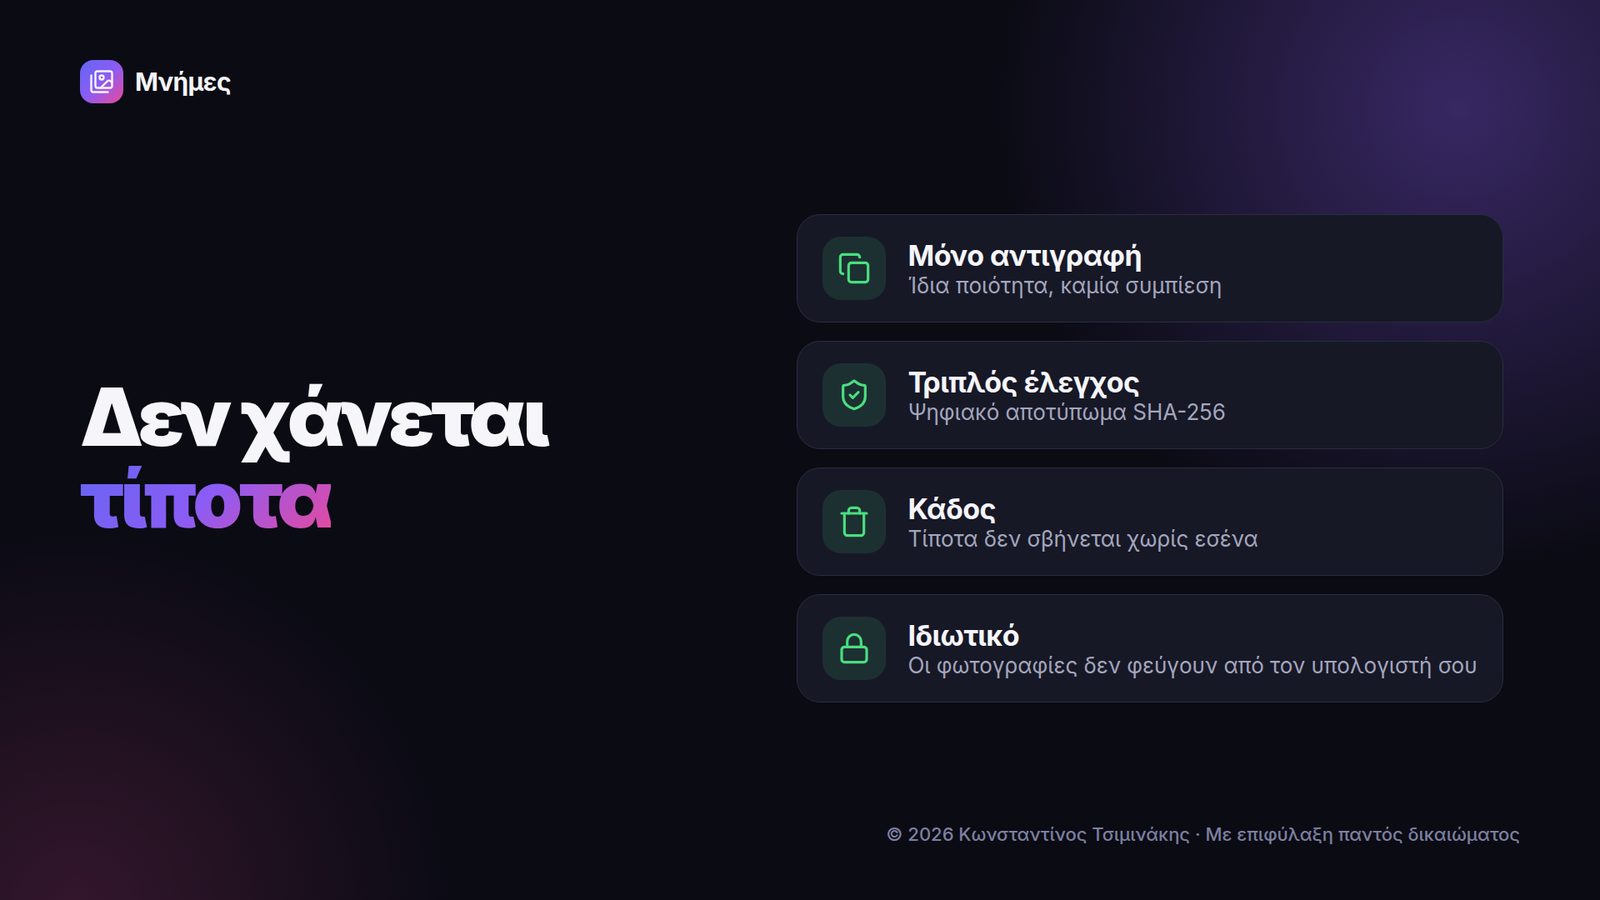 Μνήμες
Δεν χάνεται
τίποτα
Μόνο αντιγραφή
Ίδια ποιότητα, καμία συμπίεση
Τριπλός έλεγχος
Ψηφιακό αποτύπωμα SHA-256
Κάδος
Τίποτα δεν σβήνεται χωρίς εσένα
Ιδιωτικό
Οι φωτογραφίες δεν φεύγουν από τον υπολογιστή σου
© 2026 Κωνσταντίνος Τσιμινάκης · Με επιφύλαξη παντός δικαιώματος